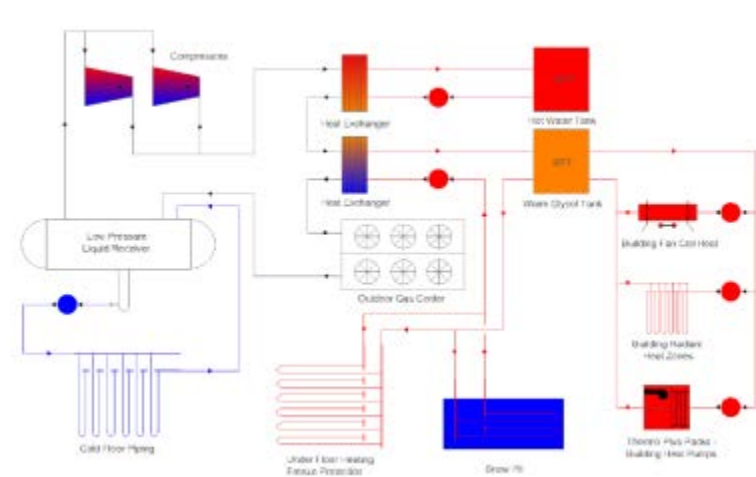 Compressors
Heat Exchanger
Hot Water Tank
Heat Exchanger
Warm Glycol Tank
Low Pressure
Liquid Receiver
Building Fan Coil Heat
Outdoor Gas Cooler
Building Radiant
Heat Zones
Cold Floor Piping
Under Floor Heating
Snow Pit
Thermo Plus Packs -
Building Heat Pumps